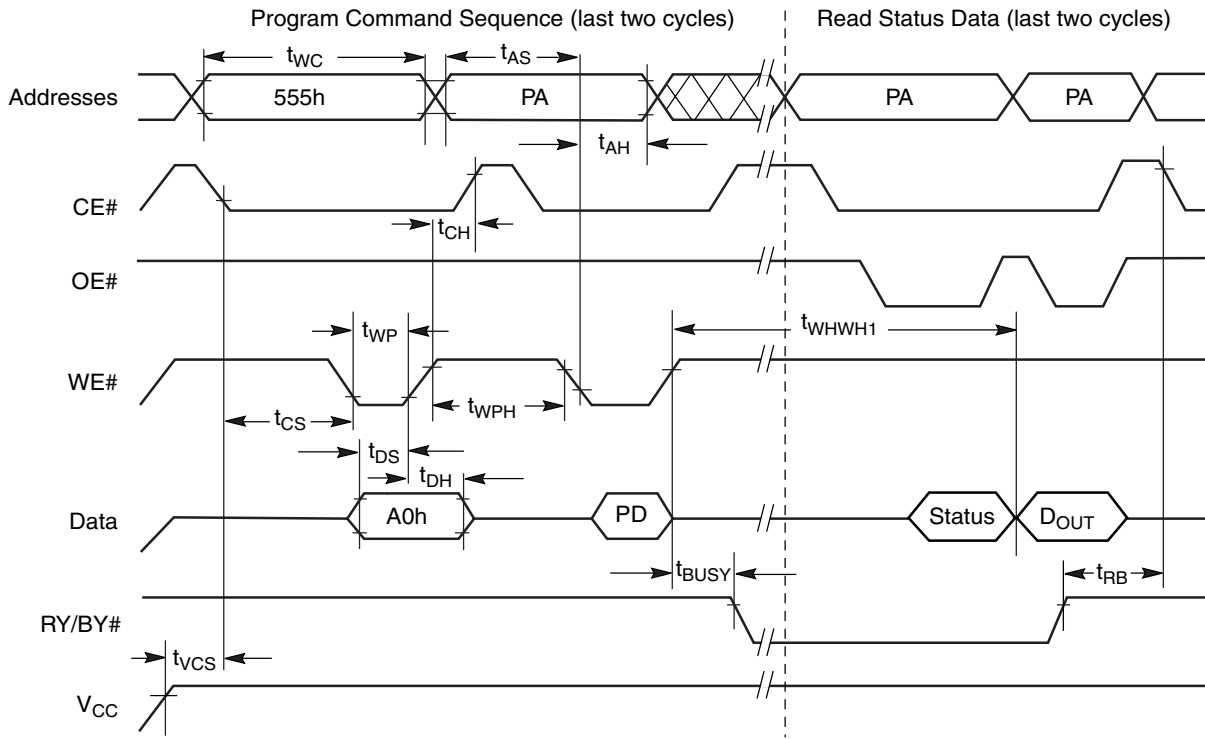 Program Command Sequence (last two cycles) Read Status Data (last two cycles)
tWC tAS
Addresses 555h PA PA PA
tAH
CE#
tCH
OE#
tWP tWHWH1
WE#
tCS tWPH
tDS
tDH
Data A0h PD Status DOUT
tBUSY tRB
RY/BY#
tVCS
VCC